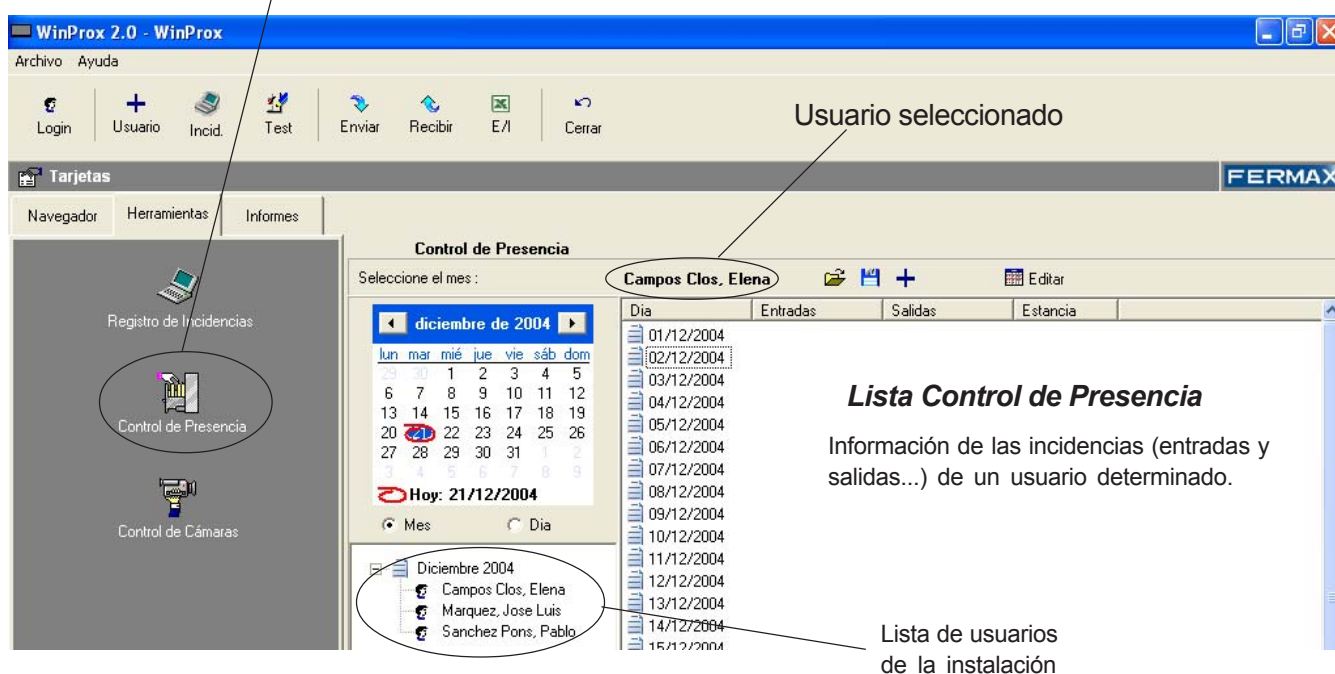 WinProx 2.0 - WinProx
Archivo Ayuda
Login Usuario Incid. Test Enviar Recibir E/I Cerrar
Usuario seleccionado
Tarjetas
FERMAX
Navegador Herramientas Informes
Control de Presencia
Seleccione el mes :
Campos Clos, Elena
Editar
Registro de Incidencias
Control de Presencia
Control de Cámaras
diciembre de 2004
lun mar mié jue vie sáb dom
29 30 1 2 3 4 5
6 7 8 9 10 11 12
13 14 15 16 17 18 19
20 21 22 23 24 25 26
27 28 29 30 31 1 2
3 4 5 6 7 8 9
Hoy: 21/12/2004
Mes Dia
Diciembre 2004
Campos Clos, Elena
Marquez, Jose Luis
Sanchez Pons, Pablo
Dia Entradas Salidas Estancia
01/12/2004
02/12/2004
03/12/2004
04/12/2004
05/12/2004
06/12/2004
07/12/2004
08/12/2004
09/12/2004
10/12/2004
11/12/2004
12/12/2004
13/12/2004
14/12/2004
15/12/2004
Lista Control de Presencia
Información de las incidencias (entradas y
salidas...) de un usuario determinado.
Lista de usuarios
de la instalación